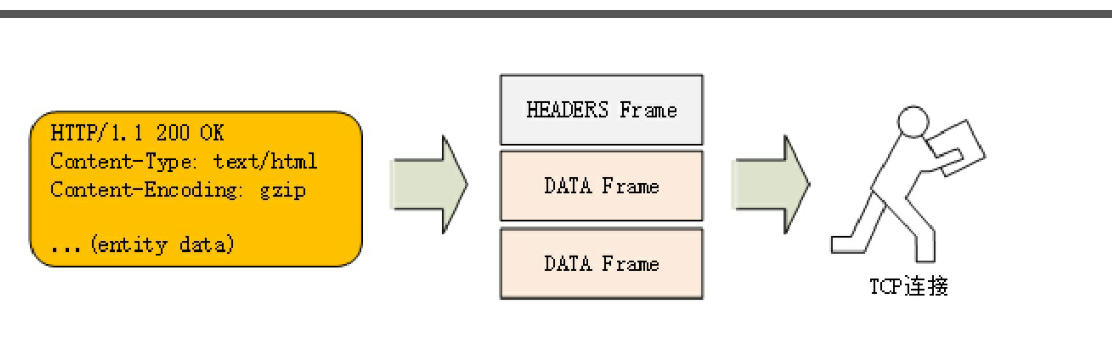 HTTP/1.1 200 OK
Content-Type: text/html
Content-Encoding: gzip
...(entity data)
HEADERS Frame
DATA Frame
DATA Frame
TCP连接